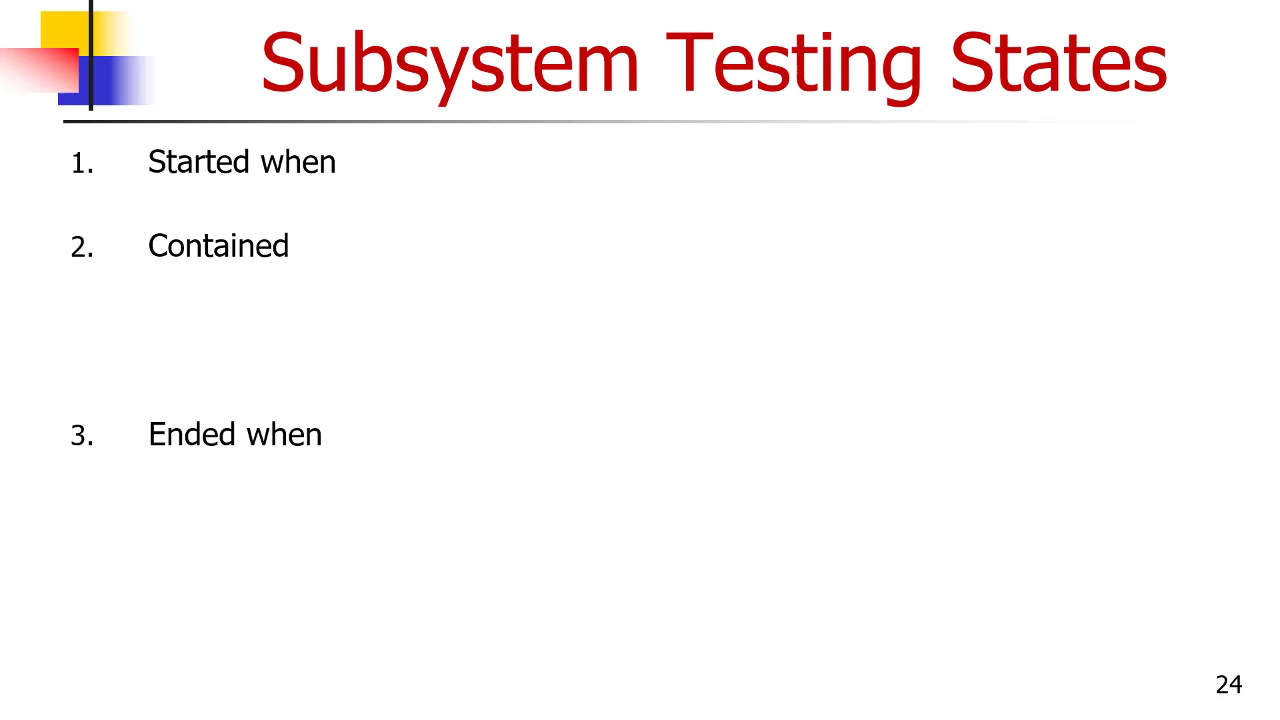 Subsystem Testing States
1. Started when
2. Contained
3. Ended when
24